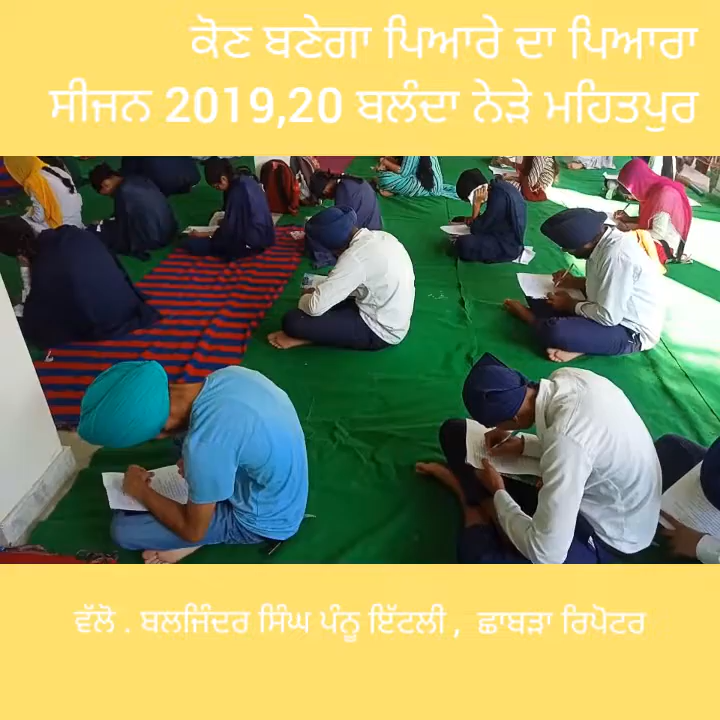 ਕੋਣ ਬਣੇਗਾ ਪਿਆਰੇ ਦਾ ਪਿਆਰਾ
ਸੀਜਨ 2019,20 ਬਲੰਦਾ ਨੇੜੇ ਮਹਿਤਪੁਰ
ਵੱਲੋ . ਬਲਜਿੰਦਰ ਸਿੰਘ ਪੰਨੂ ਇੱਟਲੀ , ਛਾਬੜਾ ਰਿਪੋਟਰ